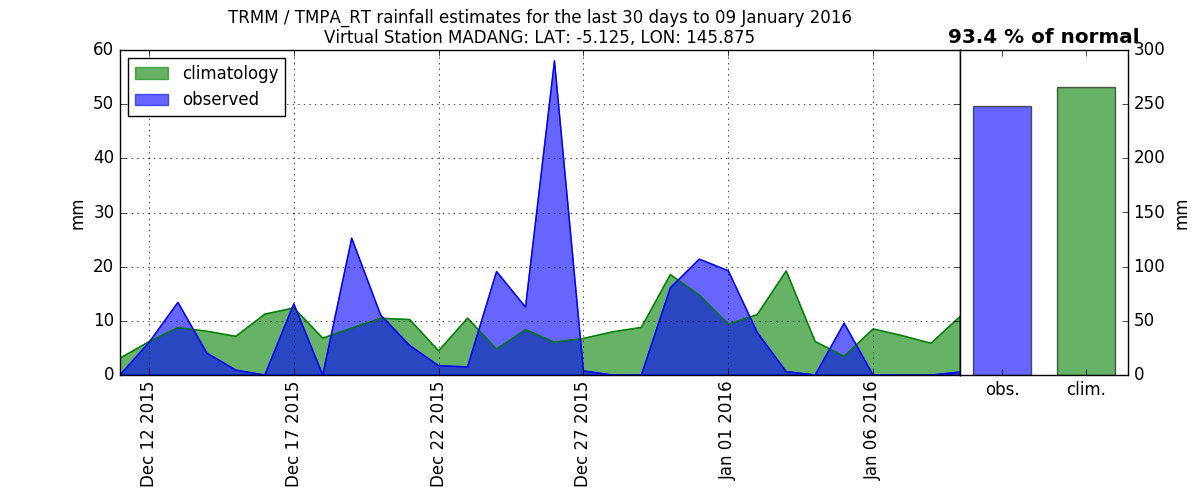 TRMM / TMPA_RT rainfall estimates for the last 30 days to 09 January 2016
Virtual Station MADANG: LAT: -5.125, LON: 145.875
93.4 % of normal
climatology
observed
mm
60
50
40
30
20
10
0
Dec 12 2015
Dec 17 2015
Dec 22 2015
Dec 27 2015
Jan 01 2016
Jan 06 2016
300
250
200
150
100
50
0
mm
obs.
clim.